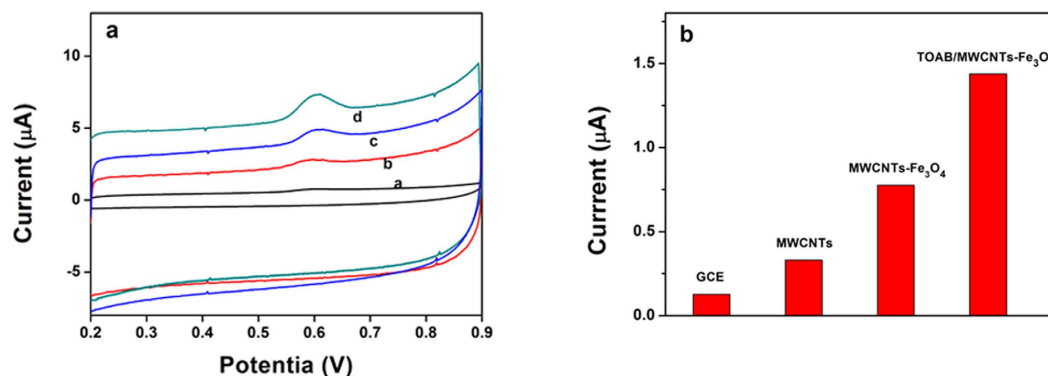 a
10
5
0
-5
Current (μA)
d
c
b
a
0.2 0.3 0.4 0.5 0.6 0.7 0.8 0.9
Potentia (V)
b
1.5
1.0
0.5
0.0
Currrent (μA)
TOAB/MWCNTs-Fe₃O
MWCNTs-Fe₃O₄
MWCNTs
GCE